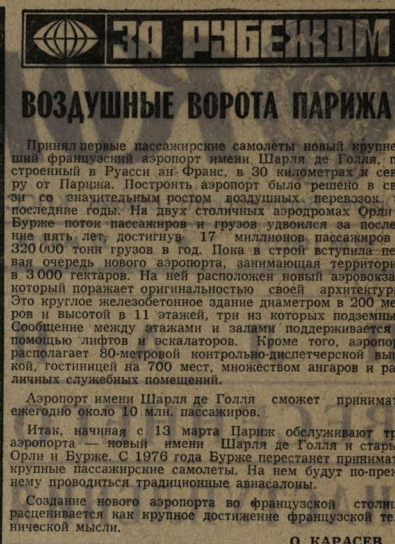 ЗА РУБЕЖОМ
ВОЗДУШНЫЕ ВОРОТА ПАРИЖА
Принял первые пассажирские самолеты новый крупне
ший французский аэропорт имени Шарля де Голля, п
строенный в Руасси ан Франс, в 30 километрах к сев
ру от Парижа. Построить аэропорт было решено в св
зи со значительным ростом воздушных перевозок
последние годы. На двух столичных аэродромах Орли
Бурже поток пассажиров и грузов удвоился за послед
ние пять лет, достигнув 17 миллионов пассажиров
320 000 тонн грузов в год. Пока в строй вступила пе
вая очередь нового аэропорта, занимающая территори
в 3 000 гектаров. На ней расположен новый аэровокза
который поражает оригинальностью своей архитектур
Это круглое железобетонное здание диаметром в 200 ме
ров и высотой в 11 этажей, три из которых подземны
Сообщение между этажами и залами поддерживается
помощью лифтов и эскалаторов. Кроме того, аэропор
располагает 80-метровой контрольно-диспетчерской выш
кой, гостиницей на 700 мест, множеством ангаров и ра
личных служебных помещений.
Аэропорт имени Шарля де Голля сможет принимат
ежегодно около 10 млн. пассажиров.
Итак, начиная с 13 марта Париж обслуживают тр
аэропорта — новый имени Шарля де Голля и стары
Орли и Бурже. С 1976 года Бурже перестанет принимат
крупные пассажирские самолеты. На нем будут по-преж
нему проводиться традиционные авиасалоны.
Создание нового аэропорта во французской столиц
расценивается как крупное достижение французской те
нической мысли.
О. КАРАСЕВ